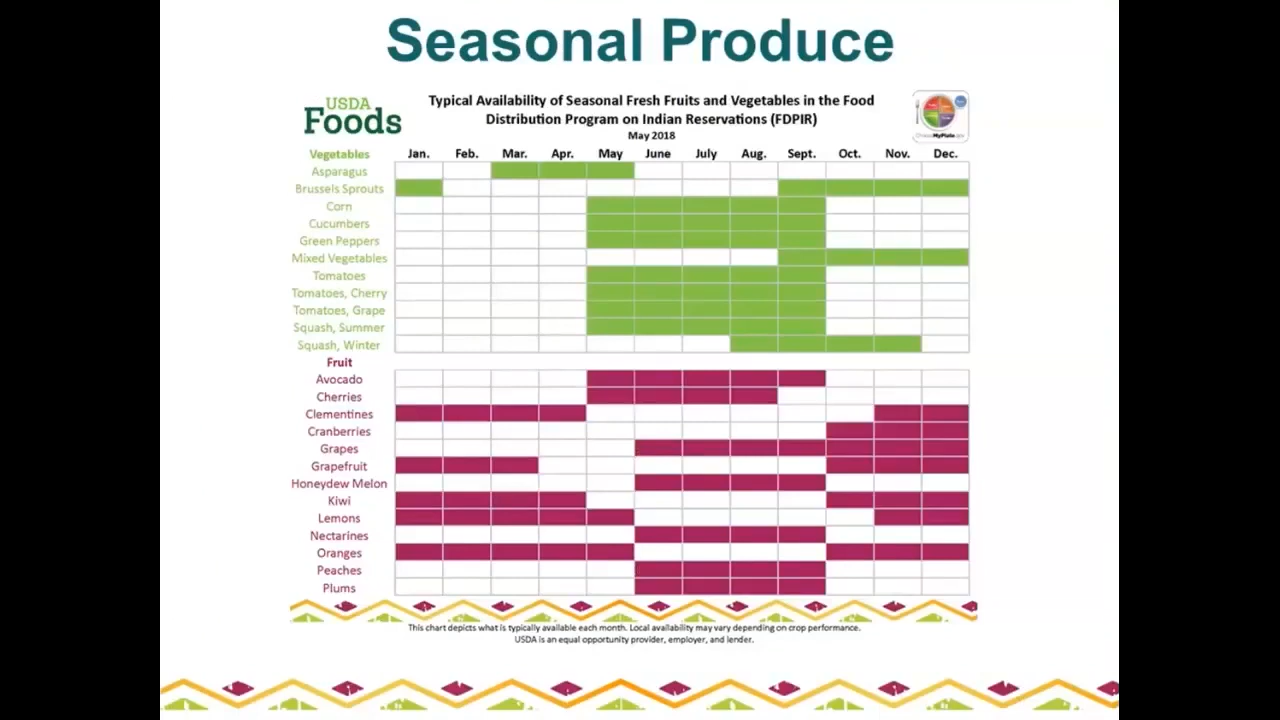 Seasonal Produce
USDA
Foods
Typical Availability of Seasonal Fresh Fruits and Vegetables in the Food
Distribution Program on Indian Reservations (FDPIR)
May 2018
Vegetables Jan. Feb. Mar. Apr. May June July Aug. Sept. Oct. Nov. Dec.
Asparagus
Brussels Sprouts
Corn
Cucumbers
Green Peppers
Mixed Vegetables
Tomatoes
Tomatoes, Cherry
Tomatoes, Grape
Squash, Summer
Squash, Winter
Fruit
Avocado
Cherries
Clementines
Cranberries
Grapes
Grapefruit
Honeydew Melon
Kiwi
Lemons
Nectarines
Oranges
Peaches
Plums
This chart depicts what is typically available each month. Local availability may vary depending on crop performance.
USDA is an equal opportunity provider, employer, and lender.